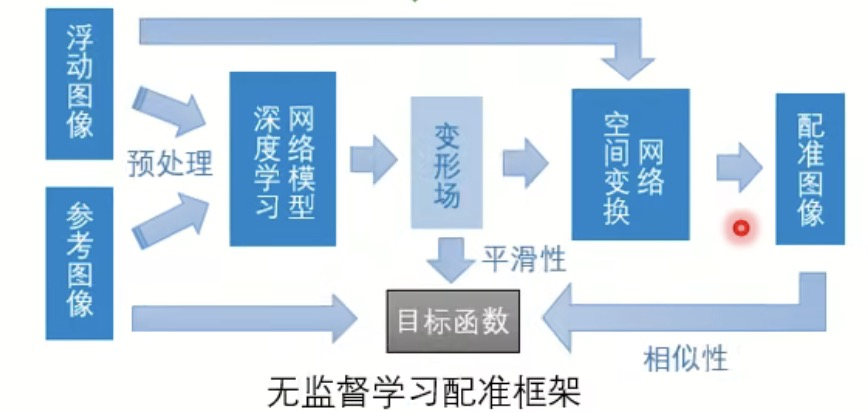 浮动图像
参考图像
预处理
深度学习
网络模型
变形场
空间变换
网络
配准图像
平滑性
目标函数
相似性
无监督学习配准框架